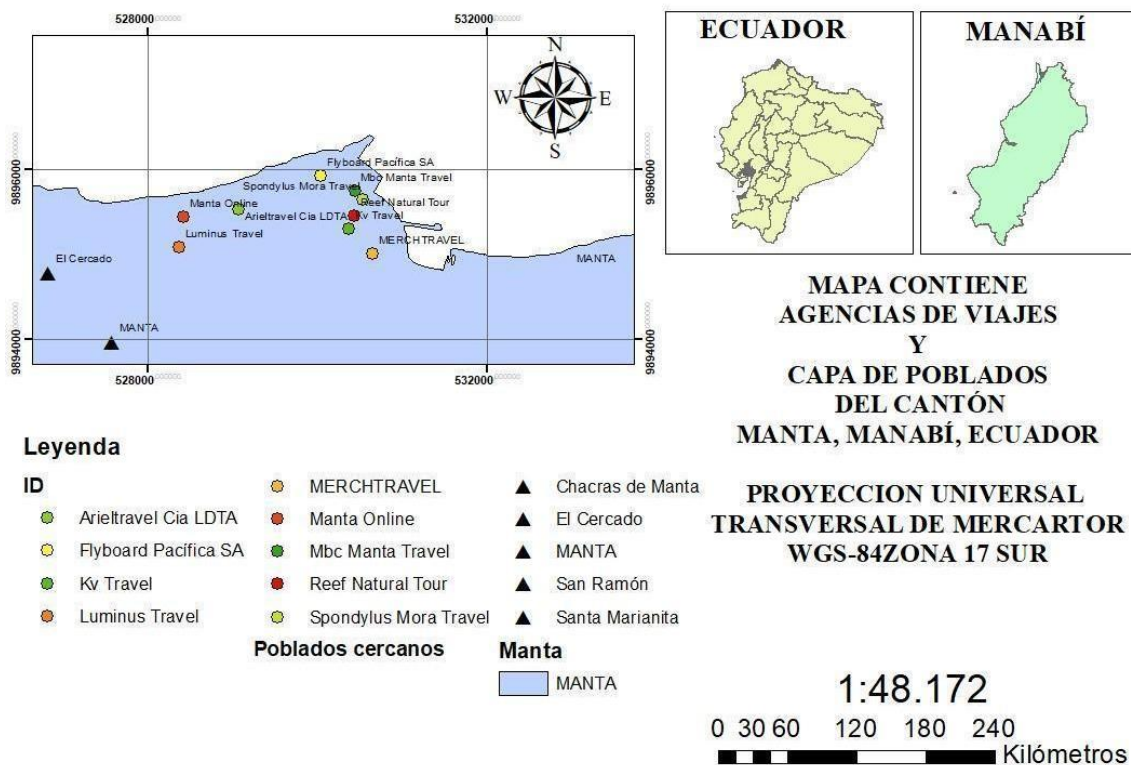 528000
532000
9896000
9896000
9894000
9894000
528000
532000
N
W
E
S
Flyboard Pacífica SA
Mbc Manta Travel
Spondylus Mora Travel
Reef Natural Tour
Manta Online
Arieltravel Cia LDTA
Kv Travel
Luminus Travel
MERCHTRAVEL
El Cercado
MANTA
MANTA
ECUADOR
MANABÍ
MAPA CONTIENE
AGENCIAS DE VIAJES
Y
CAPA DE POBLADOS
DEL CANTÓN
MANTA, MANABÍ, ECUADOR
PROYECCION UNIVERSAL
TRANSVERSAL DE MERCARTOR
WGS-84ZONA 17 SUR
Leyenda
ID
Arieltravel Cia LDTA
Flyboard Pacífica SA
Kv Travel
Luminus Travel
MERCHTRAVEL
Manta Online
Mbc Manta Travel
Reef Natural Tour
Spondylus Mora Travel
Poblados cercanos
Chacras de Manta
El Cercado
MANTA
San Ramón
Santa Marianita
Manta
MANTA
1:48.172
0 30 60 120 180 240
Kilómetros